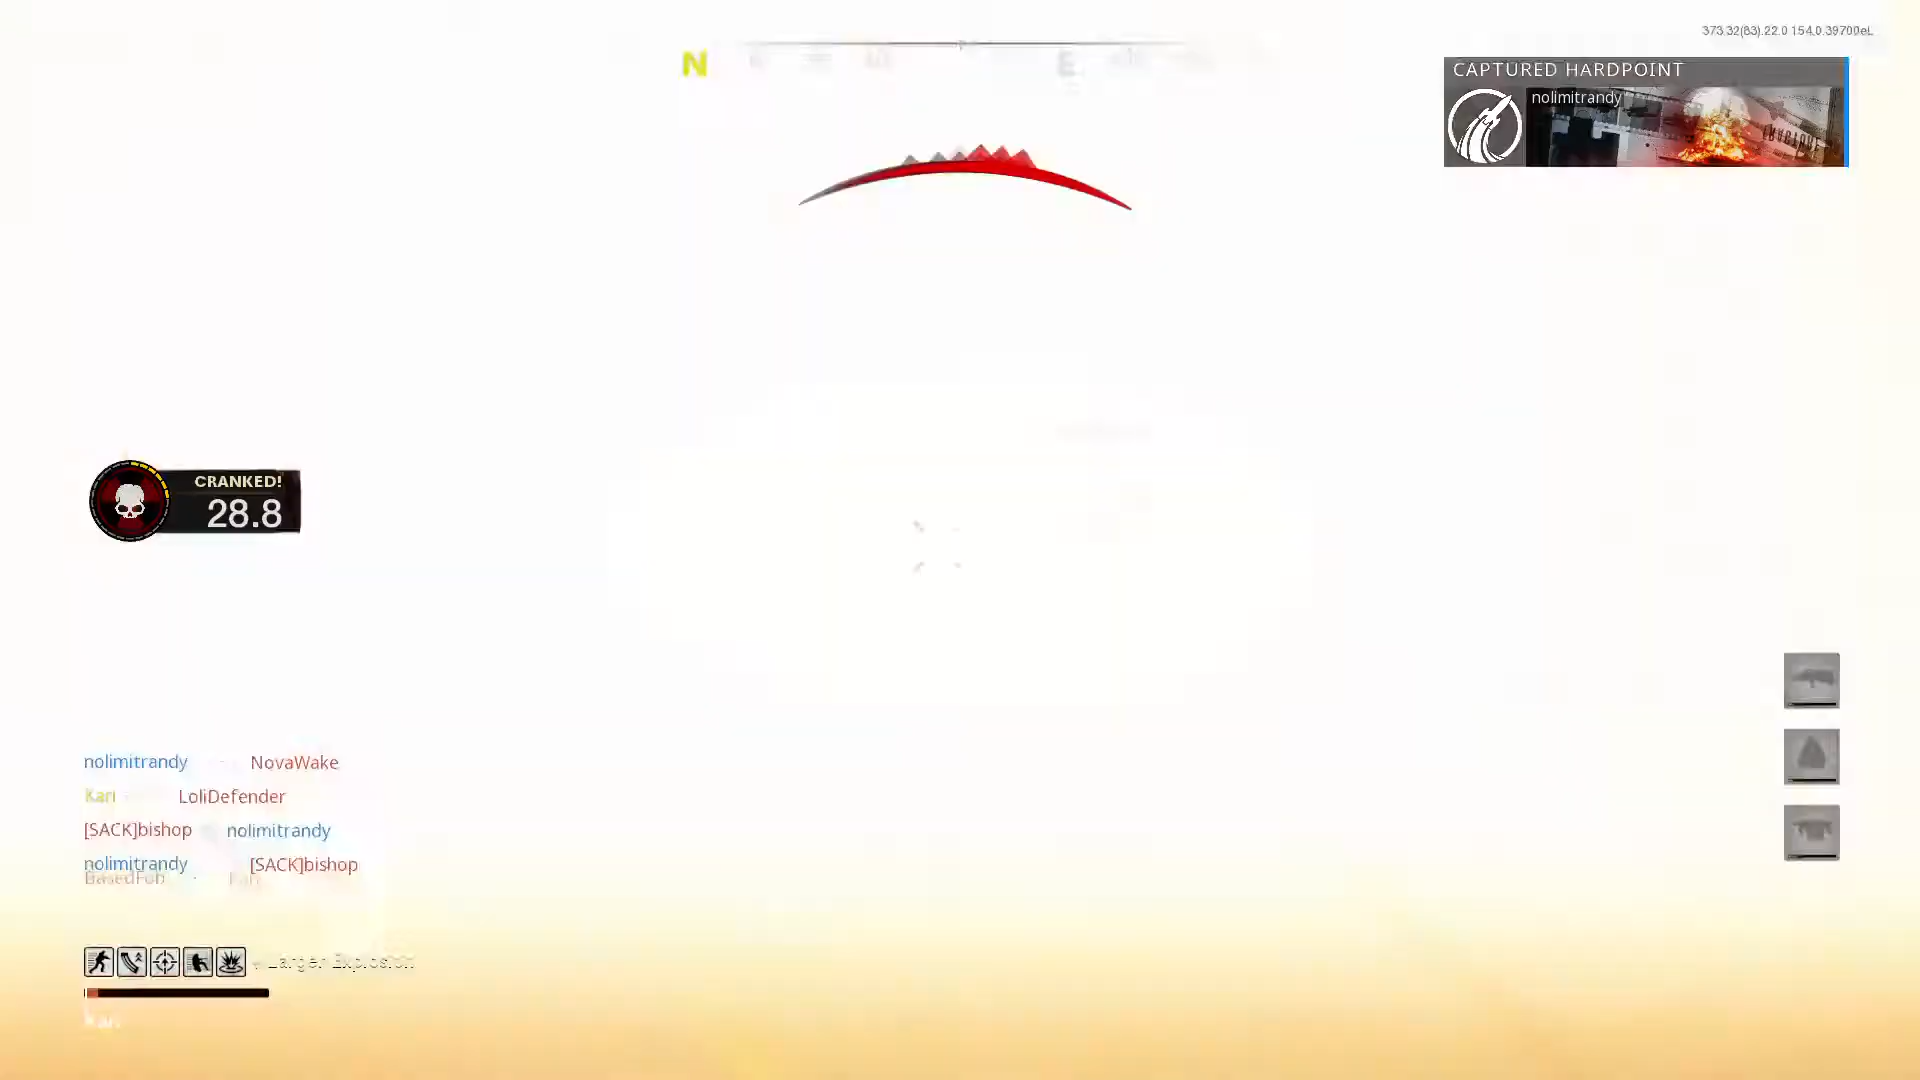 373.32(83).22.0 154.0.39700eL
N
E
CAPTURED HARDPOINT
nolimitrandy
CRANKED!
28.8
nolimitrandy NovaWake
Kari LoliDefender
[SACK]bishop nolimitrandy
nolimitrandy [SACK]bishop
BasedFob Kari
+ Larger Explosion
Kari